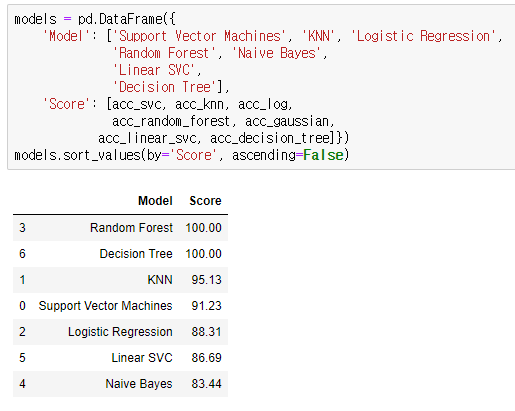 models = pd.DataFrame({
'Model': ['Support Vector Machines', 'KNN', 'Logistic Regression',
'Random Forest', 'Naive Bayes',
'Linear SVC',
'Decision Tree'],
'Score': [acc_svc, acc_knn, acc_log,
acc_random_forest, acc_gaussian,
acc_linear_svc, acc_decision_tree]})
models.sort_values(by='Score', ascending=False)
Model Score
3 Random Forest 100.00
6 Decision Tree 100.00
1 KNN 95.13
0 Support Vector Machines 91.23
2 Logistic Regression 88.31
5 Linear SVC 86.69
4 Naive Bayes 83.44